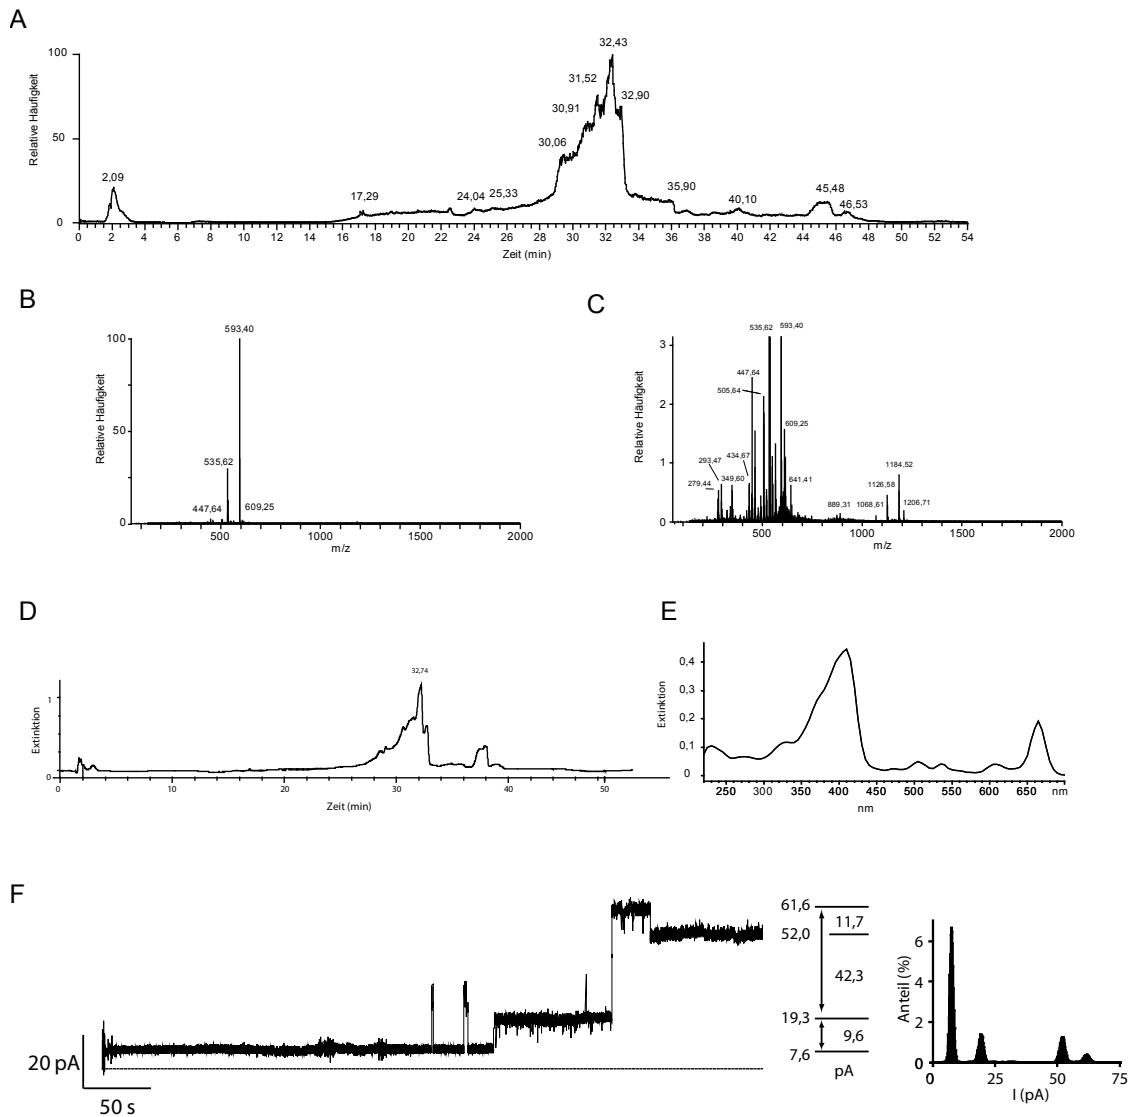 A
Relative Häufigkeit
100
50
0
2,09
17,29
24,04
25,33
30,06
30,91
31,52
32,43
32,90
35,90
40,10
45,48
46,53
0 2 4 6 8 10 12 14 16 18 20 22 24 26 28 30 32 34 36 38 40 42 44 46 48 50 52 54
Zeit (min)
B
Relative Häufigkeit
100
50
0
593,40
535,62
447,64
609,25
500 1000 1500 2000
m/z
C
Relative Häufigkeit
3
2
1
0
535,62
593,40
447,64
505,64
609,25
434,67
293,47
279,44
349,60
641,41
889,31
1068,61
1126,58
1184,52
1206,71
500 1000 1500 2000
m/z
D
Extinktion
1
0
32,74
0 10 20 30 40 50
Zeit (min)
E
Extinktion
0,4
0,3
0,2
0,1
0
250 300 350 400 450 500 550 600 650 nm
nm
F
20 pA
50 s
61,6
11,7
52,0
42,3
19,3
9,6
7,6
pA
Anteil (%)
6
4
2
0
0 25 50 75
I (pA)